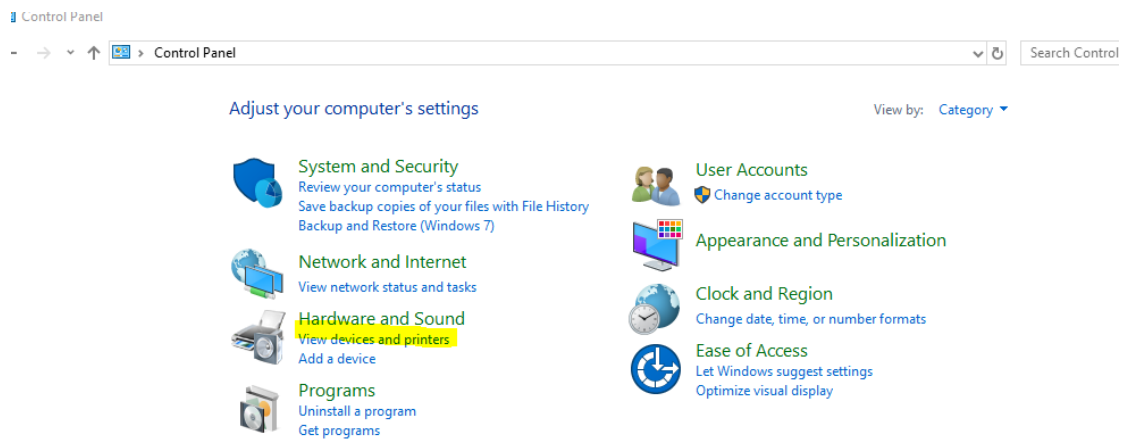 Control Panel
Control Panel
Search Control
Adjust your computer's settings
View by: Category
System and Security
Review your computer's status
Save backup copies of your files with File History
Backup and Restore (Windows 7)
Network and Internet
View network status and tasks
Hardware and Sound
View devices and printers
Add a device
Programs
Uninstall a program
Get programs
User Accounts
Change account type
Appearance and Personalization
Clock and Region
Change date, time, or number formats
Ease of Access
Let Windows suggest settings
Optimize visual display